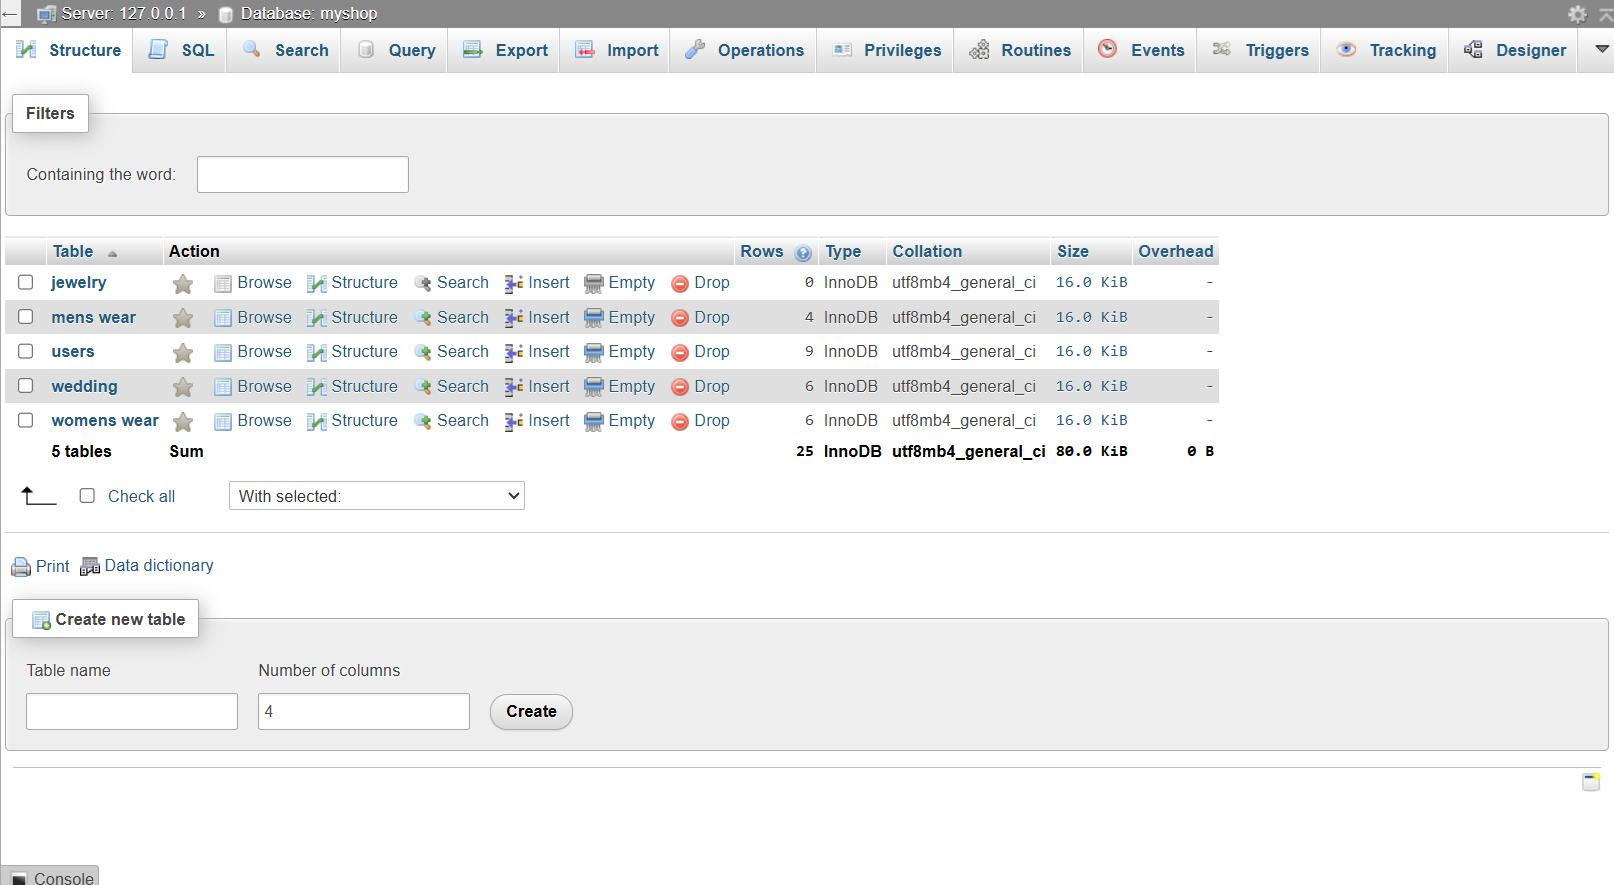 ← Server: 127.0.0.1 » Database: myshop
Structure SQL Search Query Export Import Operations Privileges Routines Events Triggers Tracking Designer
Filters
Containing the word:
Table Action Rows Type Collation Size Overhead
jewelry Browse Structure Search Insert Empty Drop 0 InnoDB utf8mb4_general_ci 16.0 KiB -
mens wear Browse Structure Search Insert Empty Drop 4 InnoDB utf8mb4_general_ci 16.0 KiB -
users Browse Structure Search Insert Empty Drop 9 InnoDB utf8mb4_general_ci 16.0 KiB -
wedding Browse Structure Search Insert Empty Drop 6 InnoDB utf8mb4_general_ci 16.0 KiB -
womens wear Browse Structure Search Insert Empty Drop 6 InnoDB utf8mb4_general_ci 16.0 KiB -
5 tables Sum 25 InnoDB utf8mb4_general_ci 80.0 KiB 0 B
Check all With selected:
Print Data dictionary
Create new table
Table name Number of columns
4 Create
Console